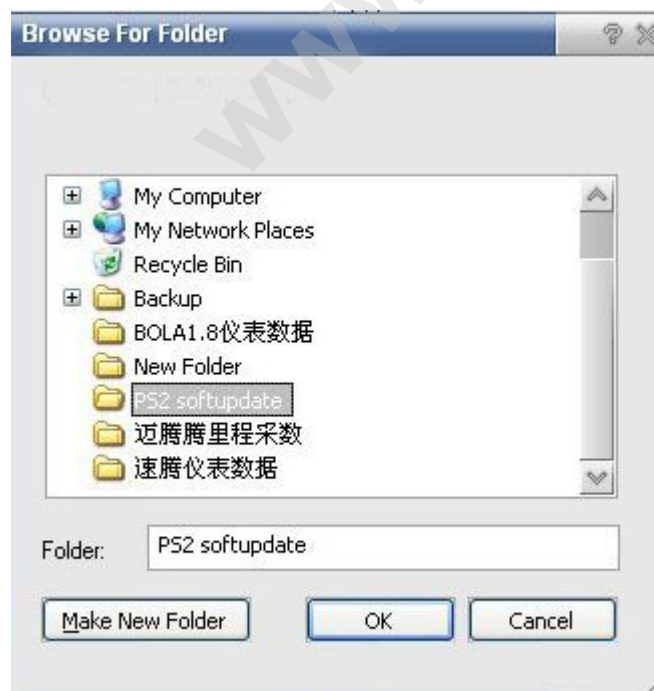 Browse For Folder
My Computer
My Network Places
Recycle Bin
Backup
BOLA1.8仪表数据
New Folder
PS2 softupdate
迈腾腾里程采数
速腾仪表数据
Folder: PS2 softupdate
Make New Folder OK Cancel